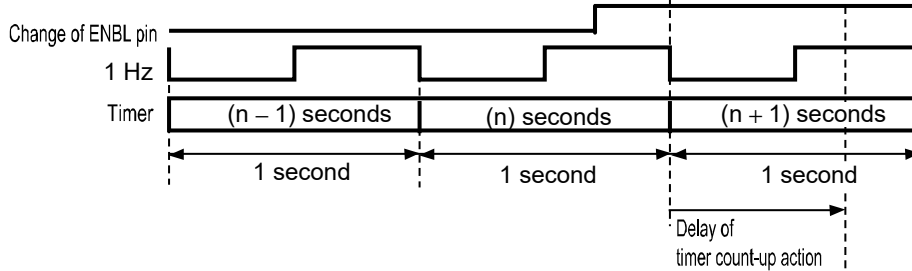 Change of ENBL pin
1 Hz
Timer
(n – 1) seconds
(n) seconds
(n + 1) seconds
1 second
1 second
1 second
Delay of
timer count-up action